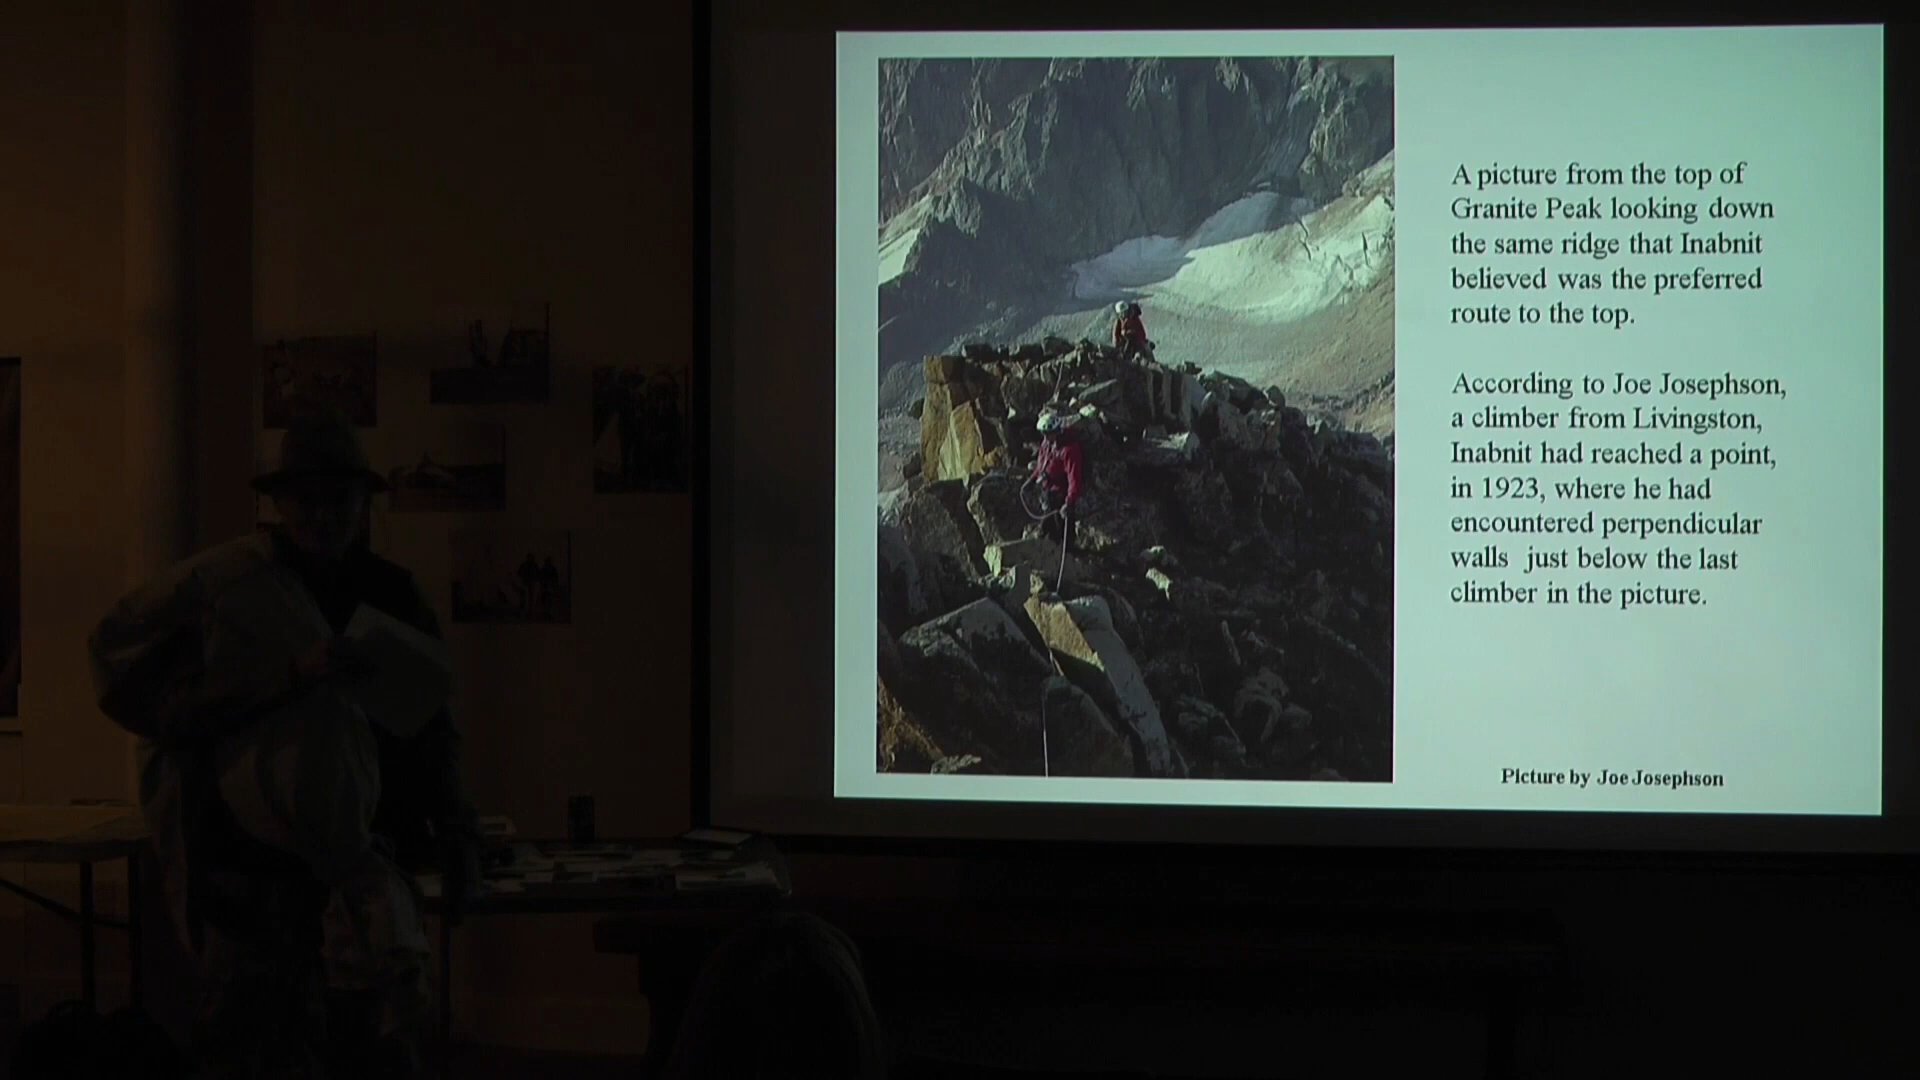 A picture from the top of
Granite Peak looking down
the same ridge that Inabnit
believed was the preferred
route to the top.
According to Joe Josephson,
a climber from Livingston,
Inabnit had reached a point,
in 1923, where he had
encountered perpendicular
walls just below the last
climber in the picture.
Picture by Joe Josephson